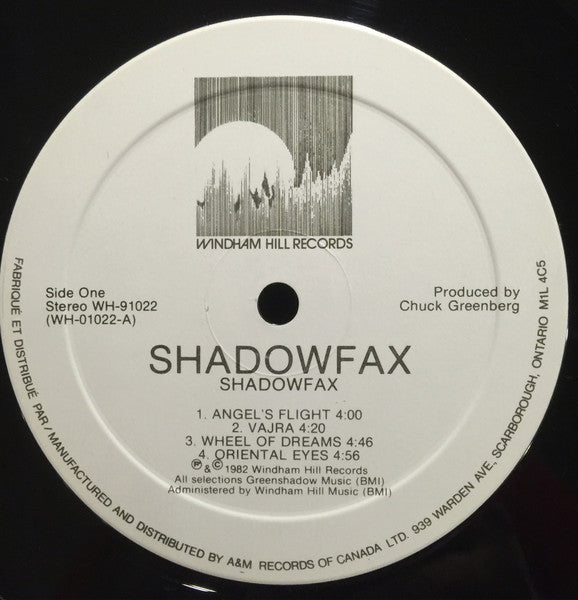 WINDHAM HILL RECORDS
Side One
Stereo WH-91022
(WH-01022-A)
Produced by
Chuck Greenberg
SHADOWFAX
SHADOWFAX
1. ANGEL'S FLIGHT 4:00
2. VAJRA 4:20
3. WHEEL OF DREAMS 4:46
4. ORIENTAL EYES 4:56
℗ & © 1982 Windham Hill Records
All selections Greenshadow Music (BMI)
Administered by Windham Hill Music (BMI)
FABRIQUÉ ET DISTRIBUÉ PAR / MANUFACTURED AND DISTRIBUTED BY A&M RECORDS OF CANADA LTD. 939 WARDEN AVE, SCARBOROUGH, ONTARIO M1L 4C5